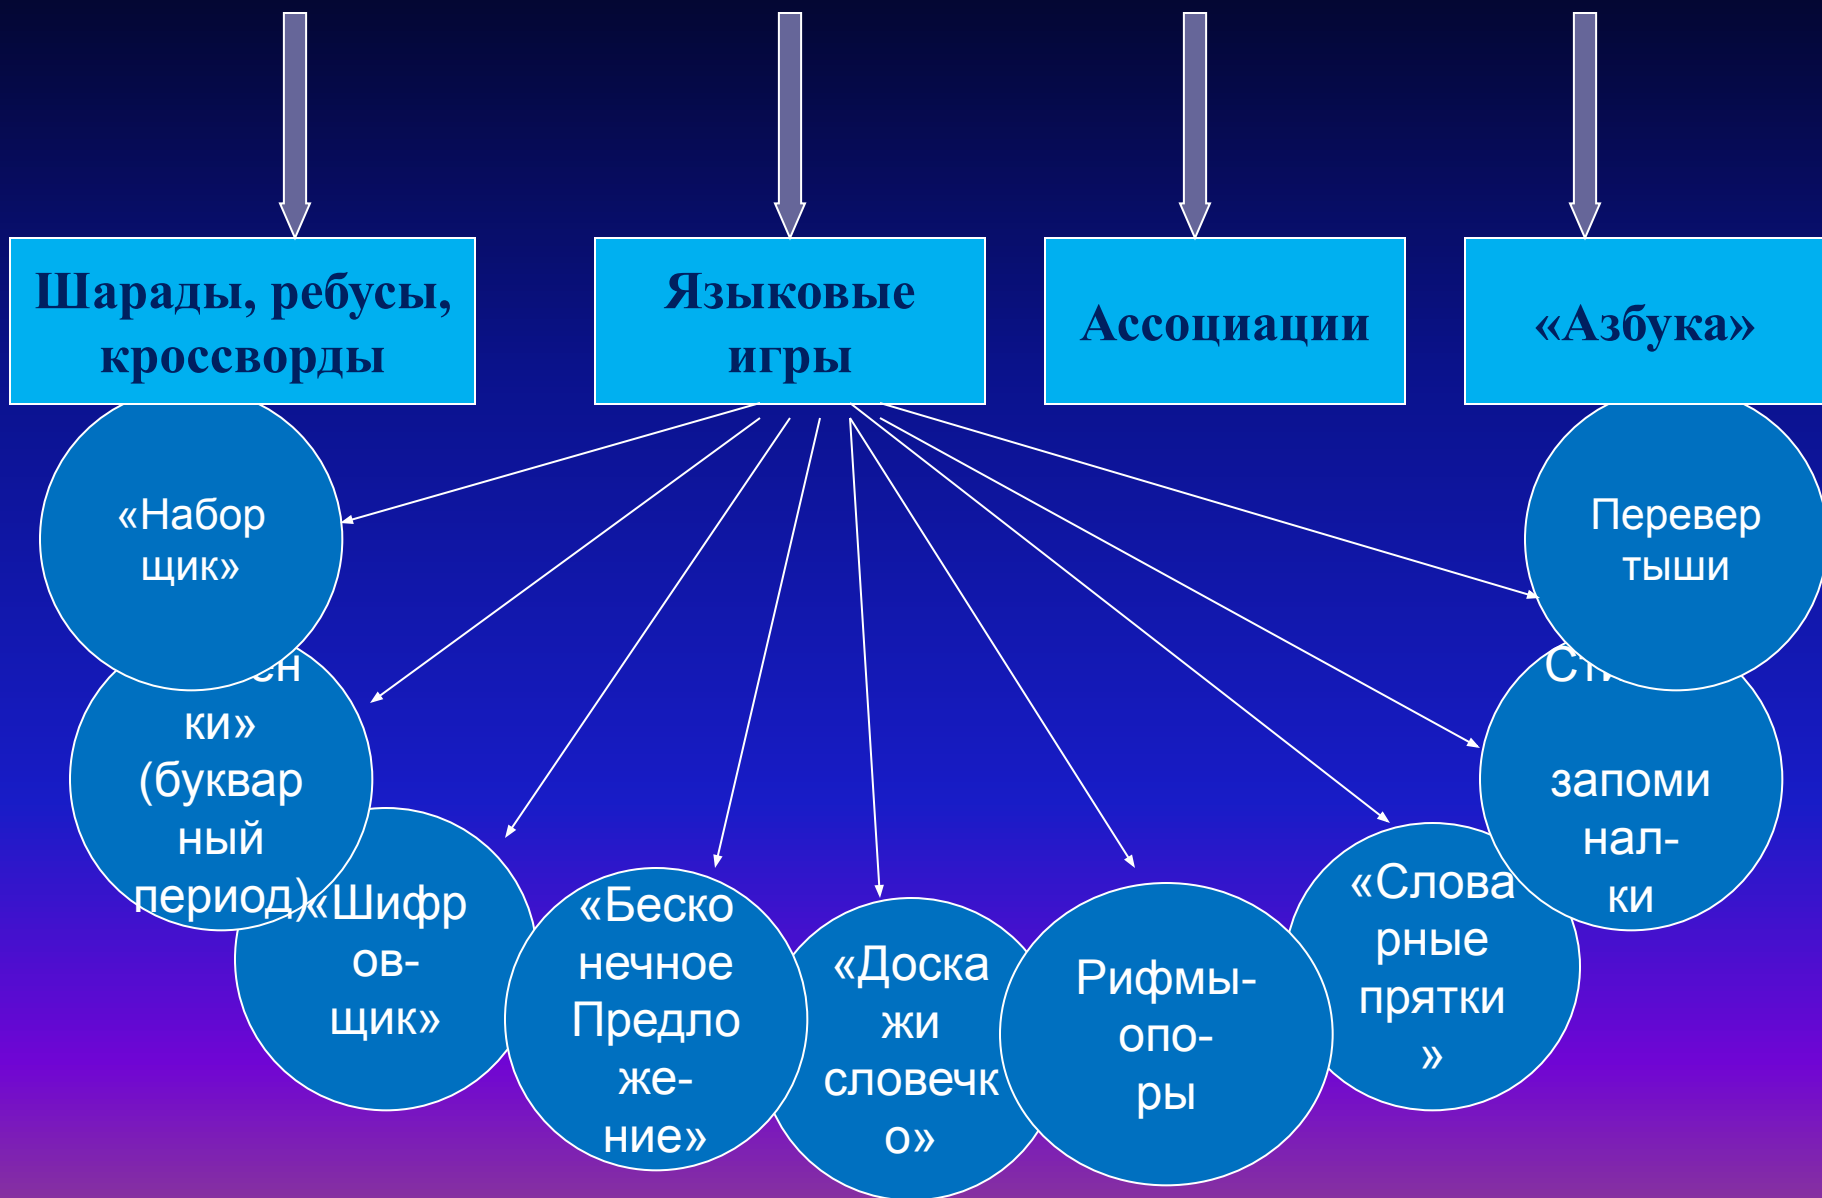 Шарады, ребусы,
кроссворды
Языковые
игры
Ассоциации
«Азбука»
«Набор
щик»
ки»
(буквар
ный
период)
«Шифр
ов-
щик»
«Беско
нечное
Предло
же-
ние»
«Доска
жи
словечк
о»
Рифмы-
опо-
ры
«Слова
рные
прятки
»
запоми
нал-
ки
Перевер
тыши